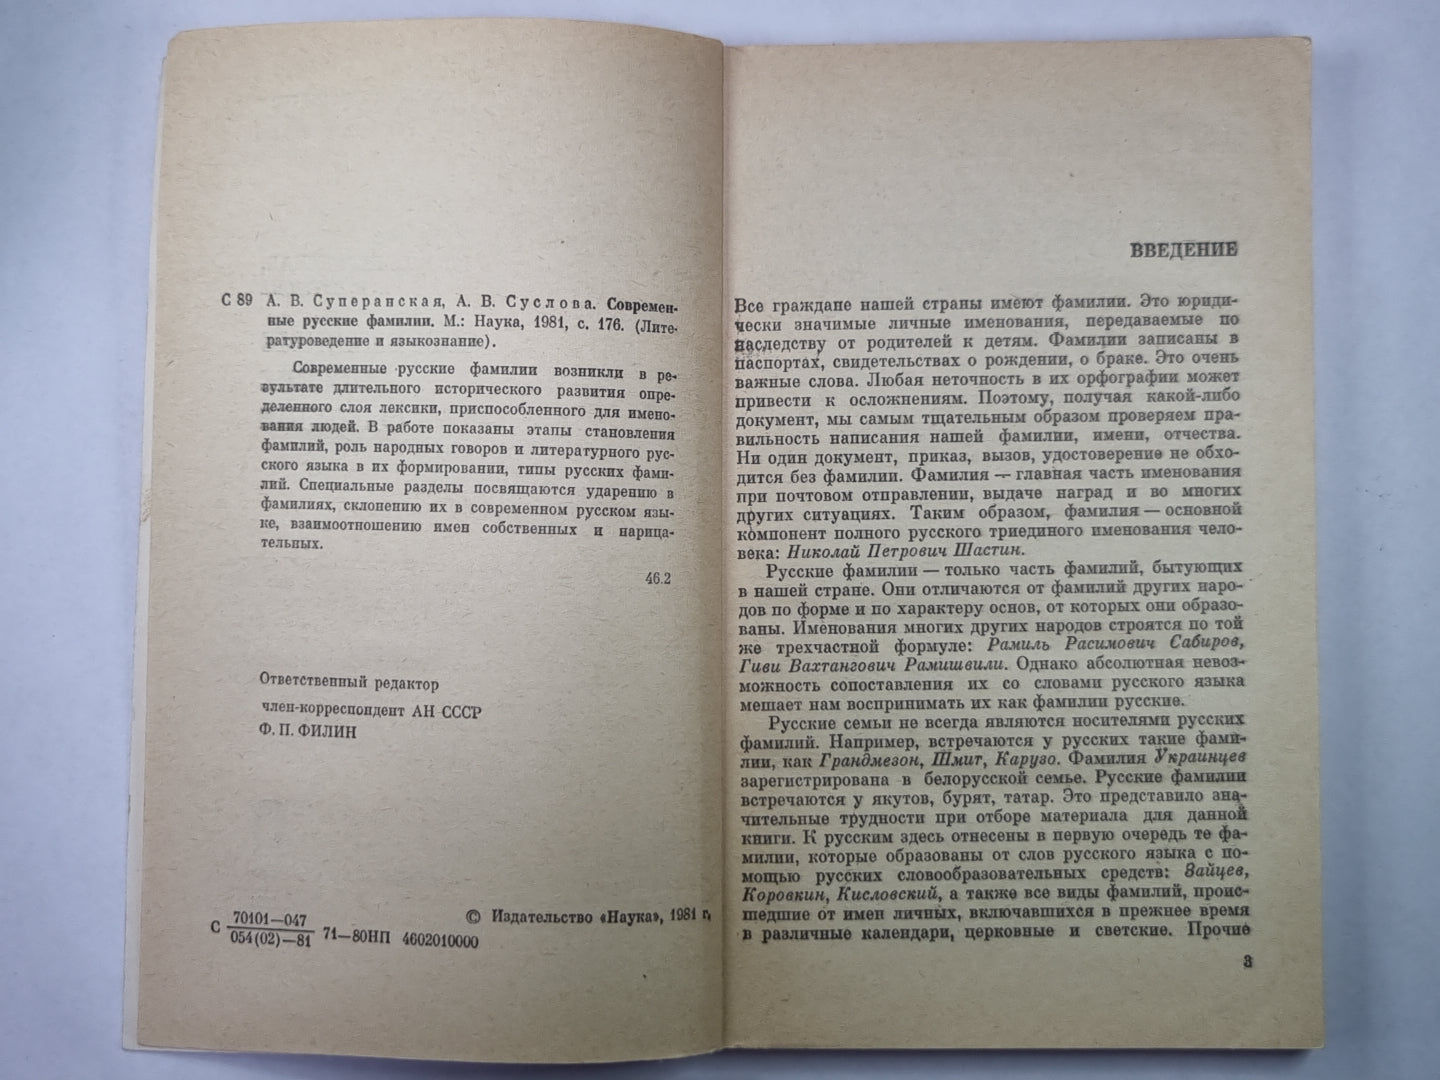 С 89 А. В. Суперанская, А. В. Суслова. Современ-
ные русские фамилии. М.: Наука, 1981, с. 176. (Лите-
ратуроведение и языкознание).
Современные русские фамилии возникли в ре-
зультате длительного исторического развития опре-
деленного слоя лексики, приспособленного для имено-
вания людей. В работе показаны этапы становления
фамилий, роль народных говоров и литературного рус-
ского языка в их формировании, типы русских фами-
лий. Специальные разделы посвящаются ударению в
фамилиях, склонению их в современном русском язы-
ке, взаимоотношению имен собственных и нарица-
тельных.
46.2
Ответственный редактор
член-корреспондент АН СССР
Ф. П. ФИЛИН
С 70101—047
054(02)—81 71—80НП 4602010000
© Издательство «Наука», 1981 г.
ВВЕДЕНИЕ
Все граждане нашей страны имеют фамилии. Это юриди-
чески значимые личные именования, передаваемые по
наследству от родителей к детям. Фамилии записаны в
паспортах, свидетельствах о рождении, о браке. Это очень
важные слова. Любая неточность в их орфографии может
привести к осложнениям. Поэтому, получая какой-либо
документ, мы самым тщательным образом проверяем пра-
вильность написания нашей фамилии, имени, отчества.
Ни один документ, приказ, вызов, удостоверение не обхо-
дится без фамилии. Фамилия — главная часть именования
при почтовом отправлении, выдаче наград и во многих
других ситуациях. Таким образом, фамилия — основной
компонент полного русского триединого именования чело-
века: Николай Петрович Шастин.
Русские фамилии — только часть фамилий, бытующих
в нашей стране. Они отличаются от фамилий других наро-
дов по форме и по характеру основ, от которых они образо-
ваны. Именования многих других народов строятся по той
же трехчастной формуле: Рамиль Расимович Сабиров,
Гиви Вахтангович Рамишвили. Однако абсолютная невоз-
можность сопоставления их со словами русского языка
мешает нам воспринимать их как фамилии русские.
Русские семьи не всегда являются носителями русских
фамилий. Например, встречаются у русских такие фами-
лии, как Грандмезон, Шмит, Карузо. Фамилия Украинцев
зарегистрирована в белорусской семье. Русские фамилии
встречаются у якутов, бурят, татар. Это представило зна-
чительные трудности при отборе материала для данной
книги. К русским здесь отнесены в первую очередь те фа-
милии, которые образованы от слов русского языка с по-
мощью русских словообразовательных средств: Зайцев,
Коровкин, Кисловский, а также все виды фамилий, проис-
шедшие от имен личных, включавшихся в прежнее время
в различные календари, церковные и светские. Прочие
3